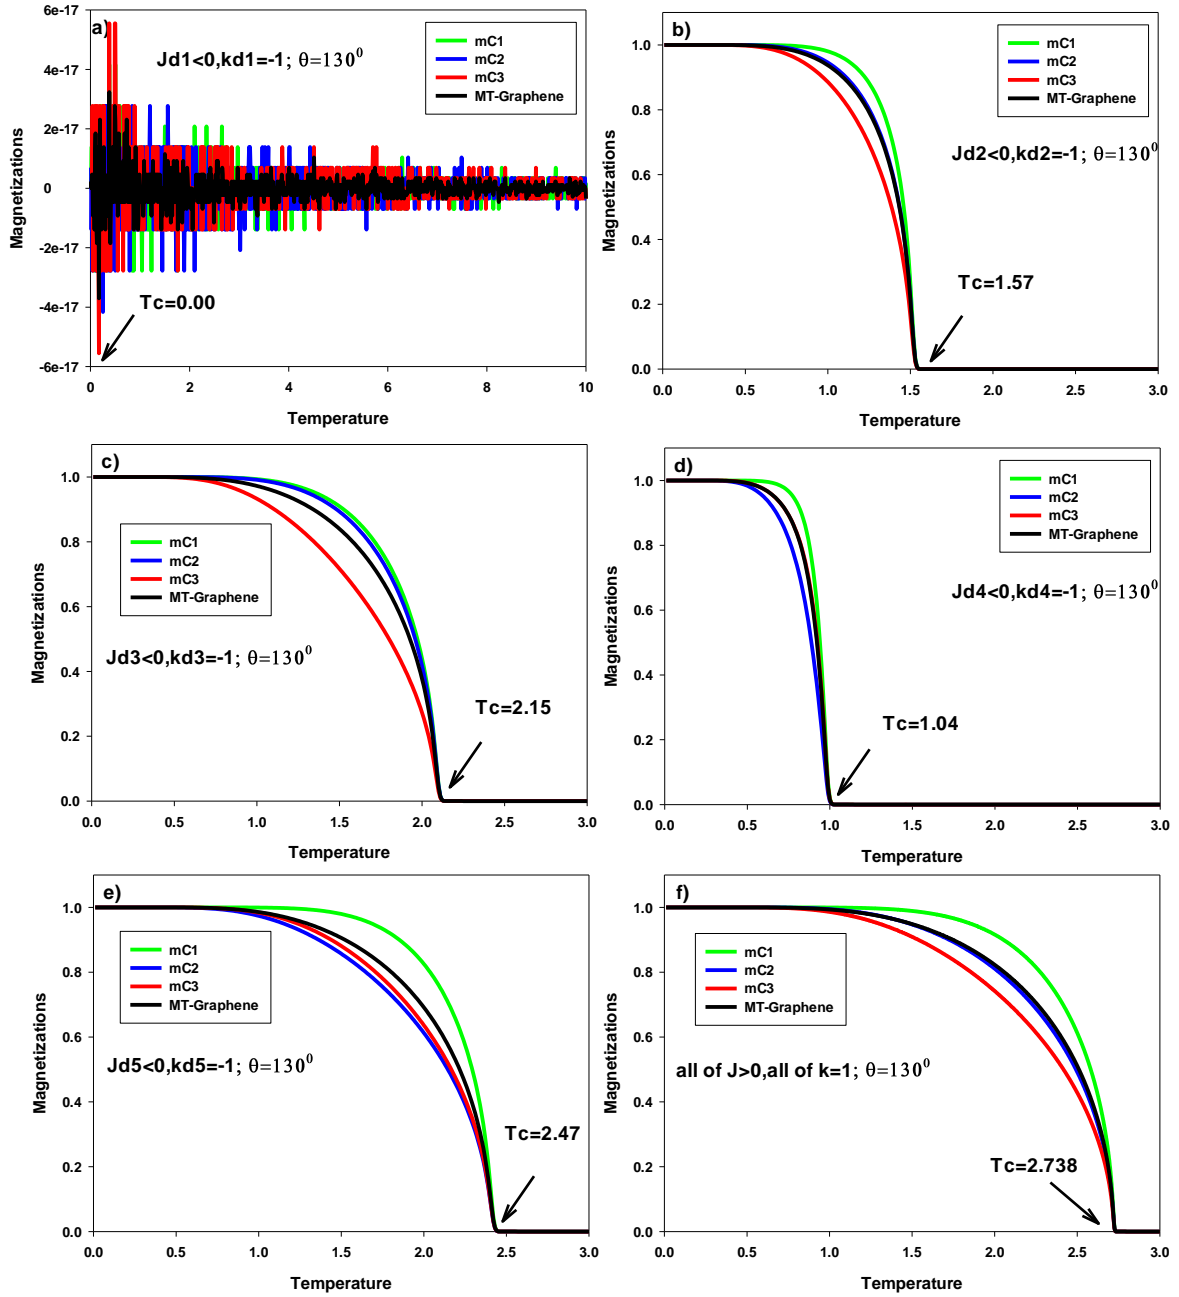 a)
6e-17
4e-17
2e-17
0
-2e-17
-4e-17
-6e-17
Magnetizations
Jd1<0,kd1=-1; θ=130⁰
mC1
mC2
mC3
MT-Graphene
Tc=0.00
0 2 4 6 8 10
Temperature
b)
1.0
0.8
0.6
0.4
0.2
0.0
Magnetizations
mC1
mC2
mC3
MT-Graphene
Jd2<0,kd2=-1; θ=130⁰
Tc=1.57
0.0 0.5 1.0 1.5 2.0 2.5 3.0
Temperature
c)
1.0
0.8
0.6
0.4
0.2
0.0
Magnetizations
mC1
mC2
mC3
MT-Graphene
Jd3<0,kd3=-1; θ=130⁰
Tc=2.15
0.0 0.5 1.0 1.5 2.0 2.5 3.0
Temperature
d)
1.0
0.8
0.6
0.4
0.2
0.0
Magnetizations
mC1
mC2
mC3
MT-Graphene
Jd4<0,kd4=-1; θ=130⁰
Tc=1.04
0.0 0.5 1.0 1.5 2.0 2.5 3.0
Temperature
e)
1.0
0.8
0.6
0.4
0.2
0.0
Magnetizations
mC1
mC2
mC3
MT-Graphene
Jd5<0,kd5=-1; θ=130⁰
Tc=2.47
0.0 0.5 1.0 1.5 2.0 2.5 3.0
Temperature
f)
1.0
0.8
0.6
0.4
0.2
0.0
Magnetizations
mC1
mC2
mC3
MT-Graphene
all of J>0,all of k=1; θ=130⁰
Tc=2.738
0.0 0.5 1.0 1.5 2.0 2.5 3.0
Temperature